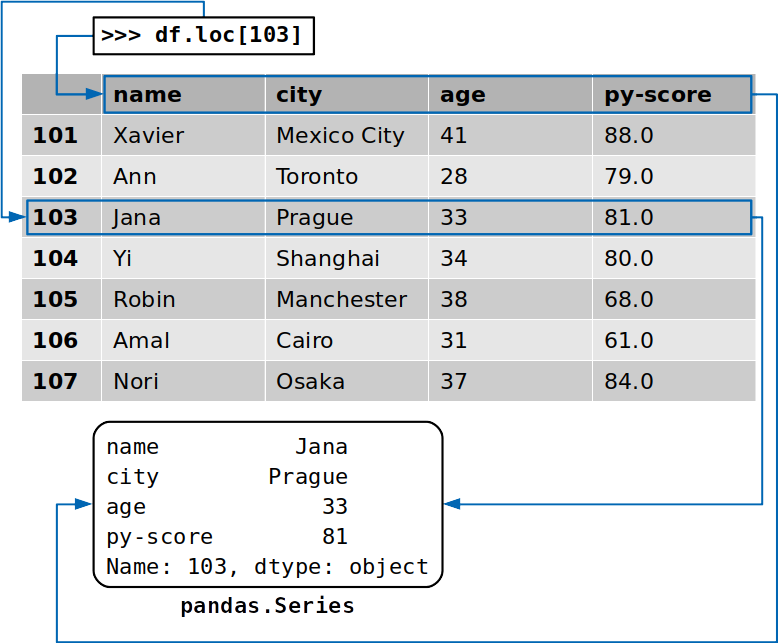 >>> df.loc[103]
name city age py-score
101 Xavier Mexico City 41 88.0
102 Ann Toronto 28 79.0
103 Jana Prague 33 81.0
104 Yi Shanghai 34 80.0
105 Robin Manchester 38 68.0
106 Amal Cairo 31 61.0
107 Nori Osaka 37 84.0
name Jana
city Prague
age 33
py-score 81
Name: 103, dtype: object
pandas.Series